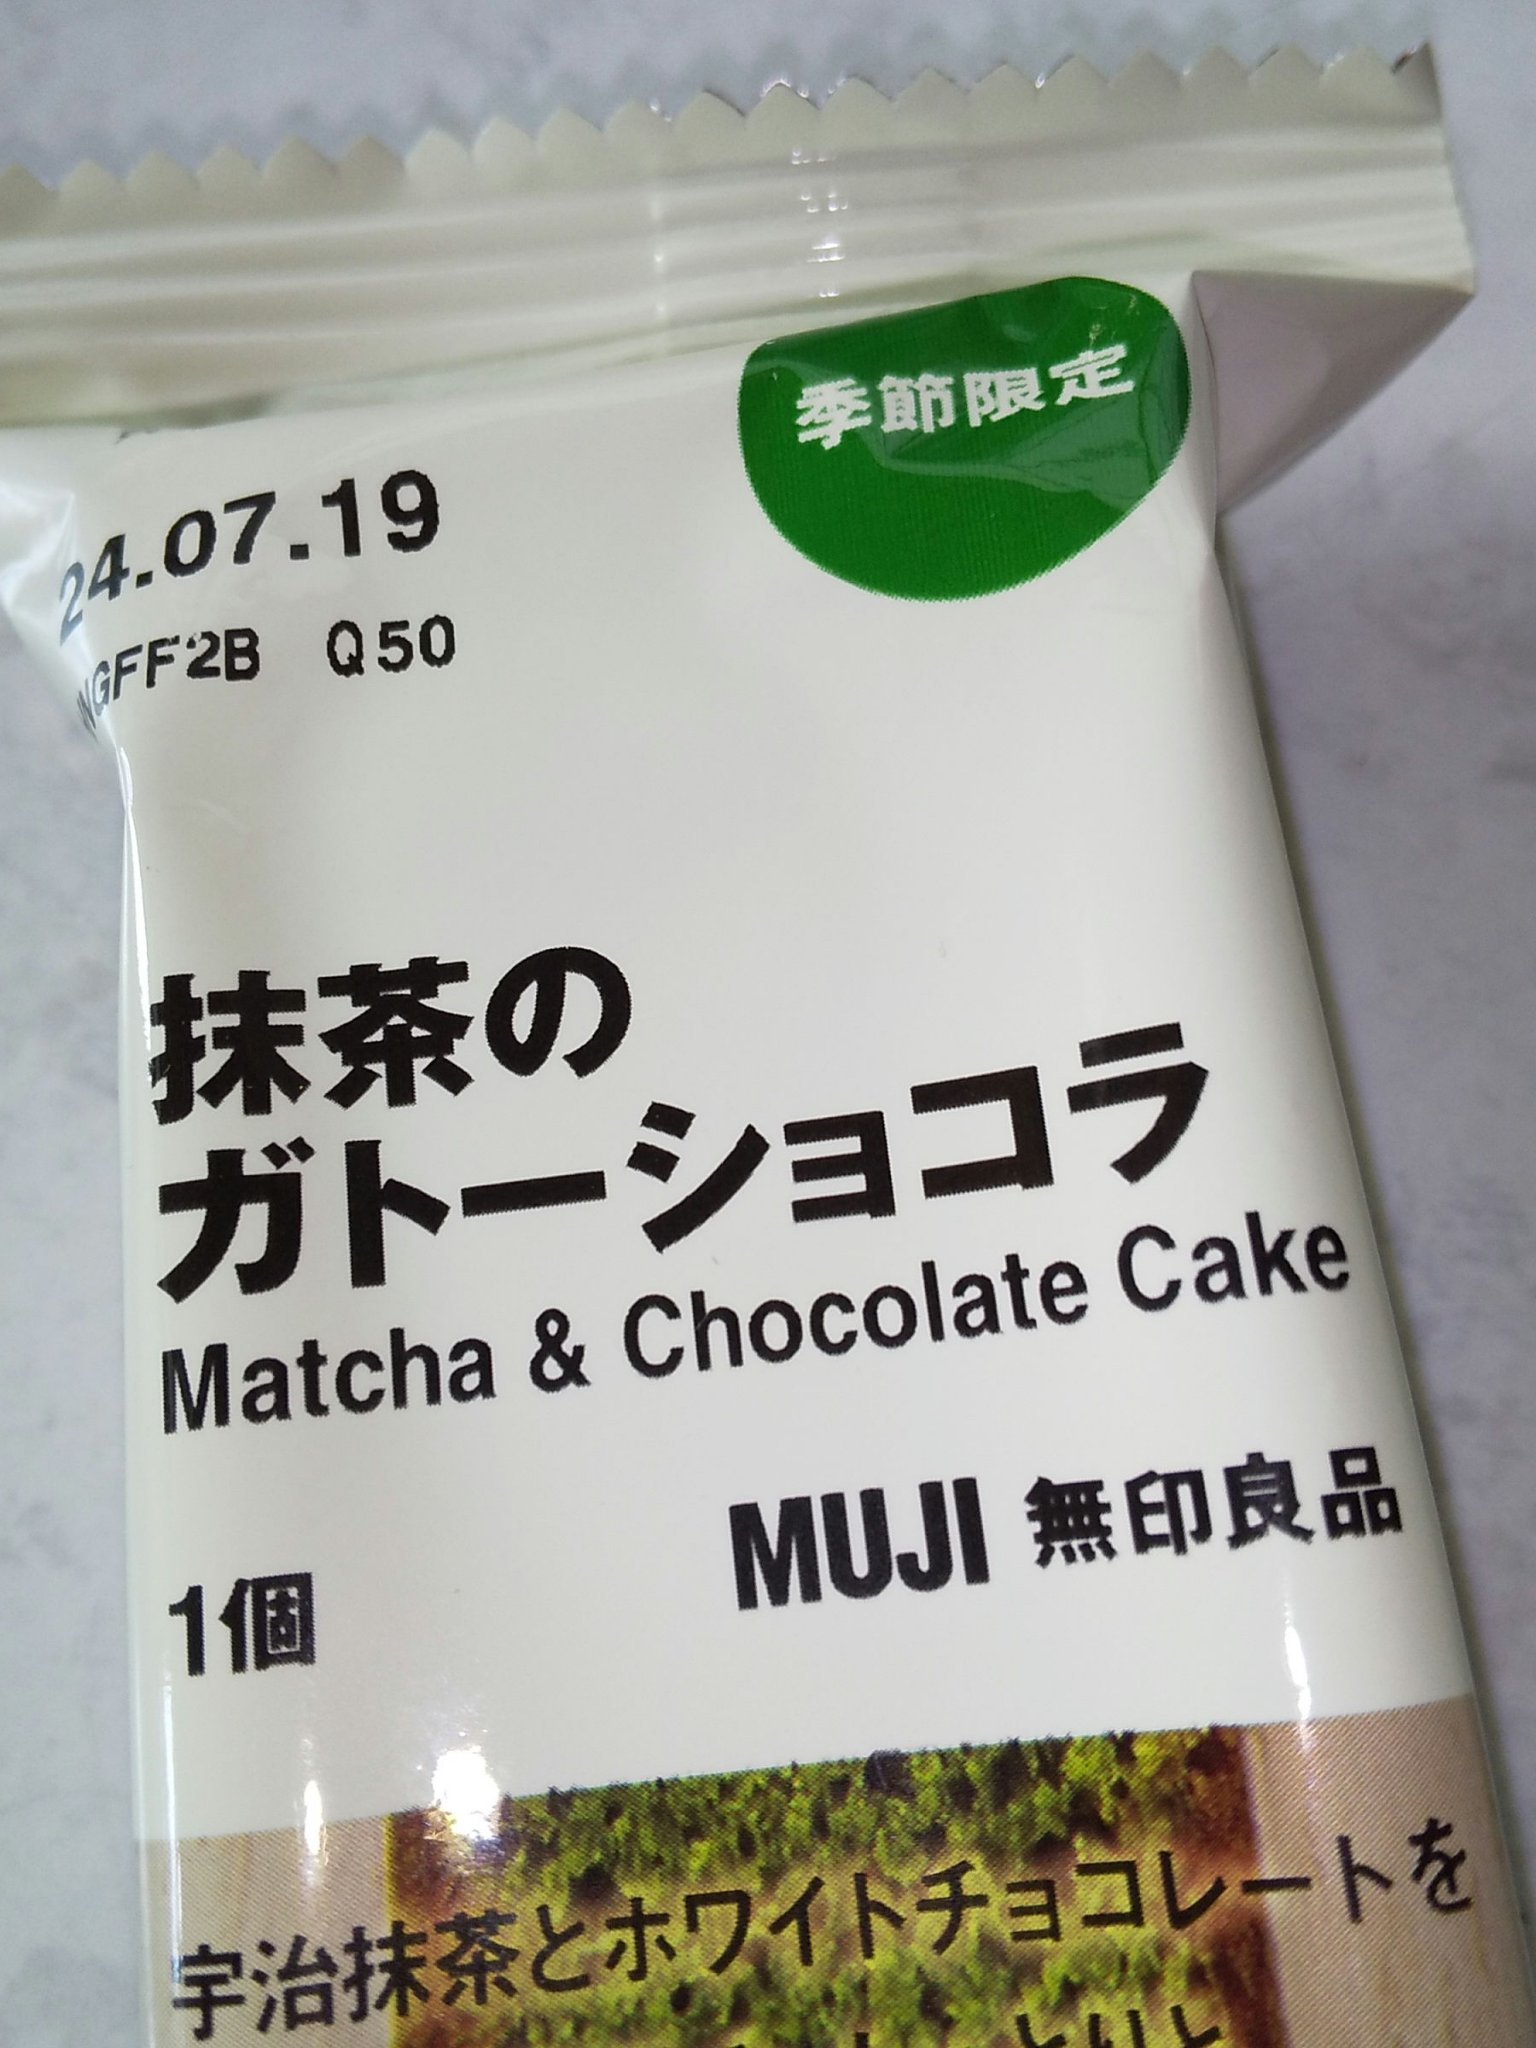 季節限定
24.07.19
NGFF2B Q50
抹茶の
ガトーショコラ
Matcha & Chocolate Cake
1個
MUJI 無印良品
宇治抹茶とホワイトチョコレートを